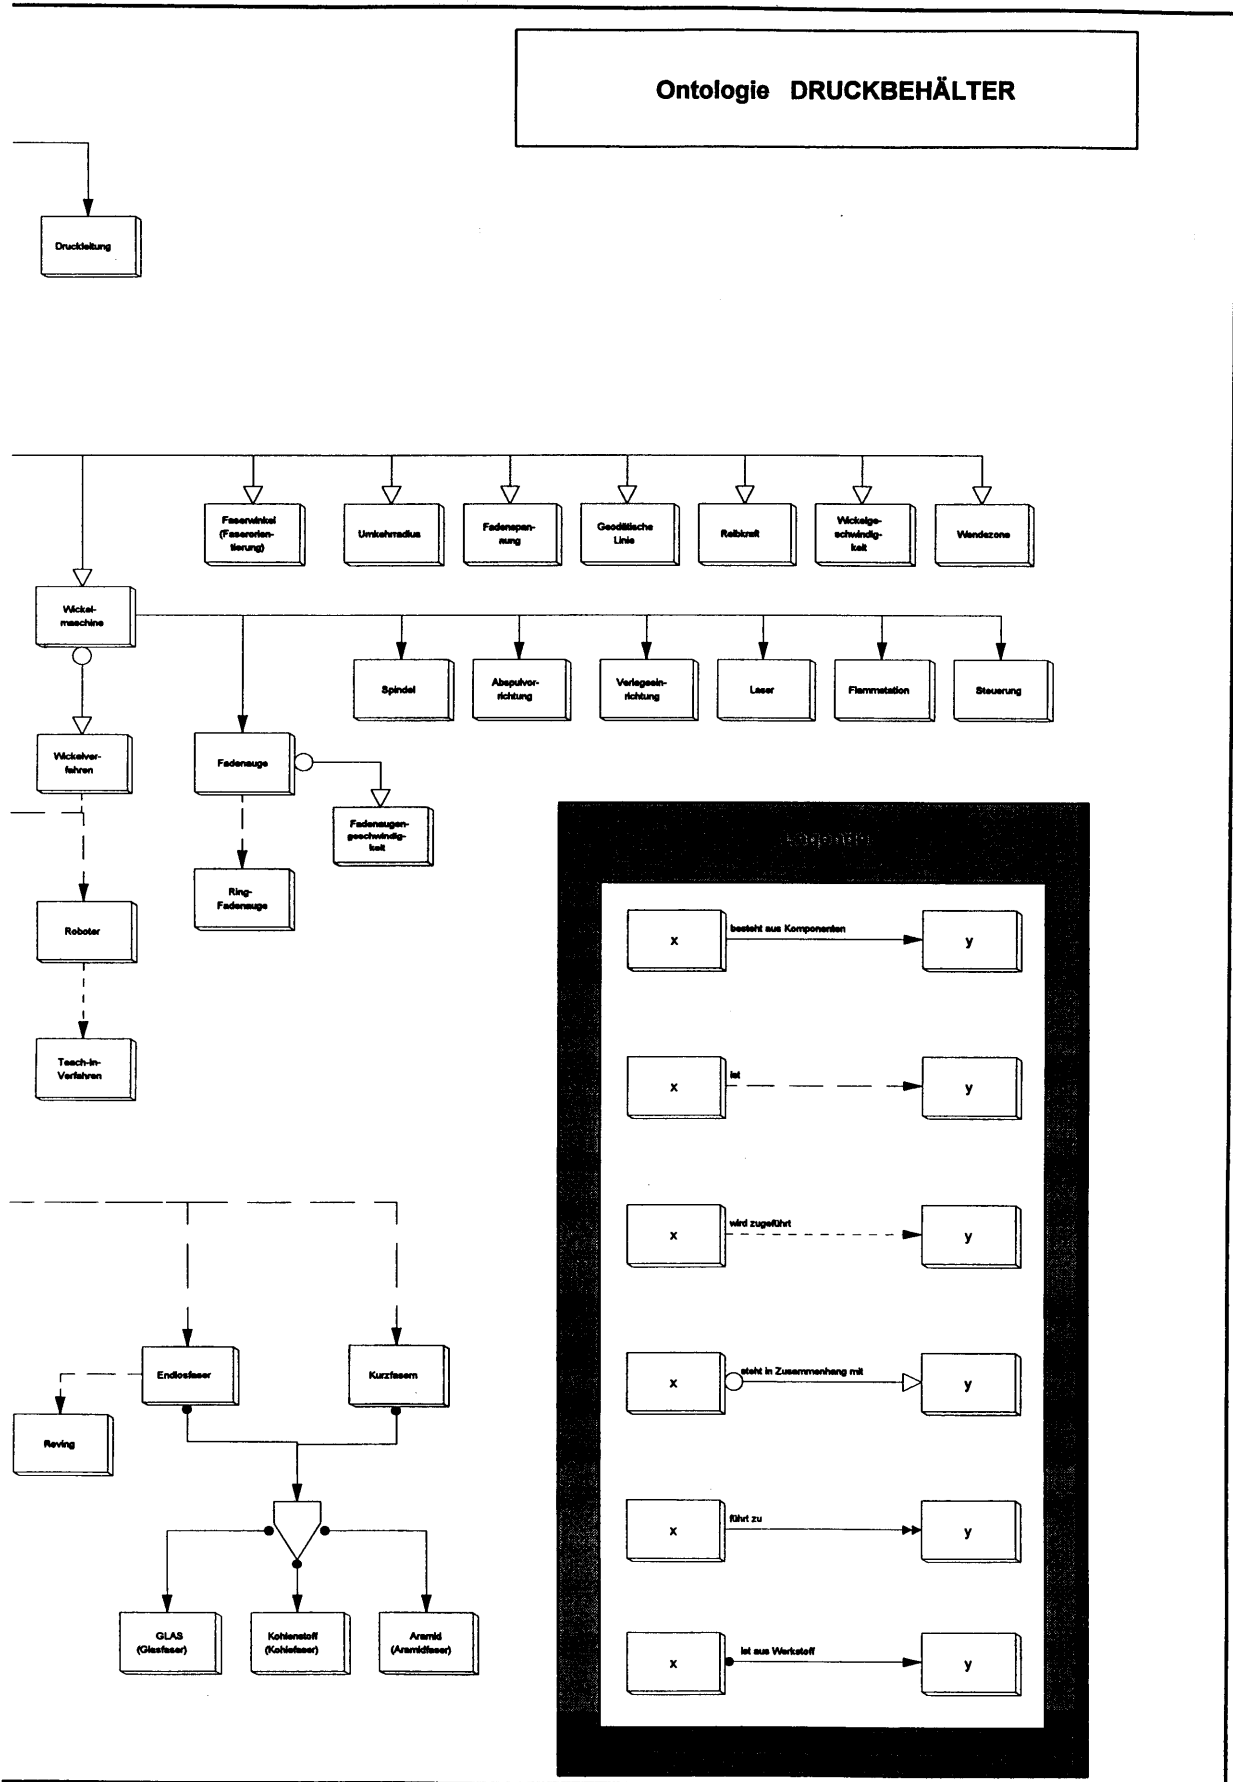 Ontologie DRUCKBEHÄLTER
Druckleitung
Faserwinkel
(Faserorien-
tierung)
Umkehrradius
Fadenspan-
nung
Geodätische
Linie
Reibkraft
Wickelge-
schwindig-
keit
Wendezone
Wickel-
maschine
Spindel
Abspulvor-
richtung
Verlegeein-
richtung
Laser
Flammstation
Steuerung
Wickelver-
fahren
Fadenauge
Fadenaugen-
geschwindig-
keit
Ring-
Fadenauge
Roboter
Teach-In-
Verfahren
Legende
x
besteht aus Komponenten
y
x
ist
y
x
wird zugeführt
y
x
steht in Zusammenhang mit
y
x
führt zu
y
x
ist aus Werkstoff
y
Endlosfaser
Kurzfasern
Roving
GLAS
(Glasfaser)
Kohlenstoff
(Kohlefaser)
Aramid
(Aramidfaser)